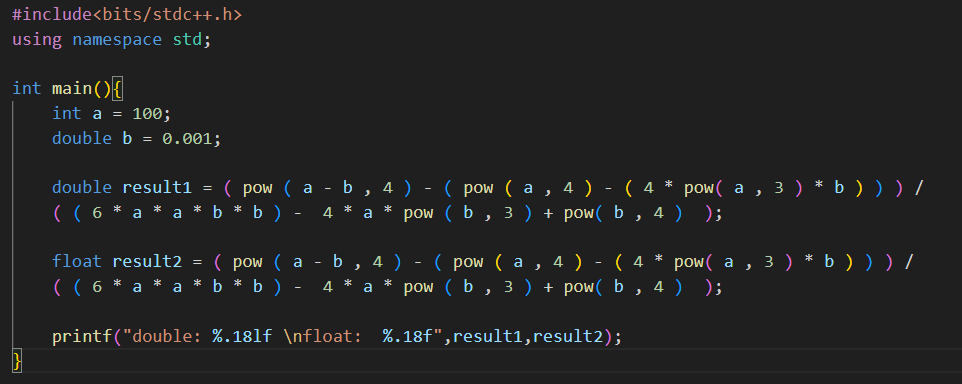 #include<bits/stdc++.h>
using namespace std;
int main(){
int a = 100;
double b = 0.001;
double result1 = ( pow ( a - b , 4 ) - ( pow ( a , 4 ) - ( 4 * pow( a , 3 ) * b ) ) ) /
( ( 6 * a * a * b * b ) -  4 * a * pow ( b , 3 ) + pow( b , 4 )  );
float result2 = ( pow ( a - b , 4 ) - ( pow ( a , 4 ) - ( 4 * pow( a , 3 ) * b ) ) ) /
( ( 6 * a * a * b * b ) -  4 * a * pow ( b , 3 ) + pow( b , 4 )  );
printf("double: %.18lf \nfloat:  %.18f",result1,result2);
}